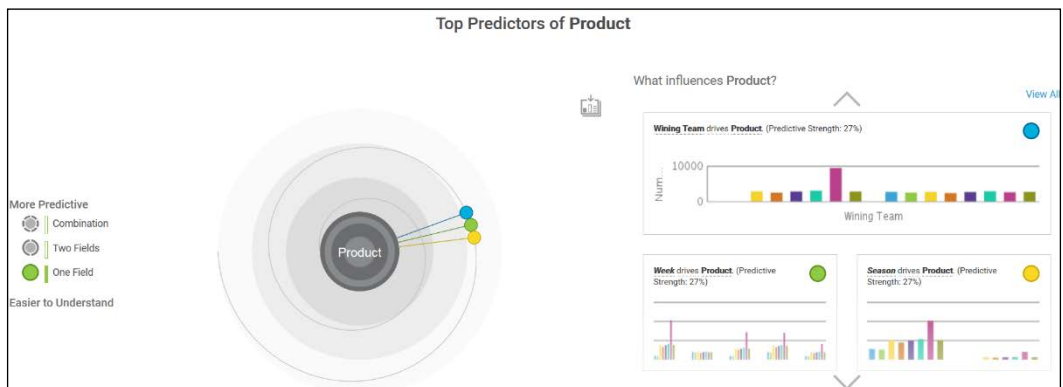 Top Predictors of Product
What influences Product?
View All
Wining Team drives Product. (Predictive Strength: 27%)
10000
Num...
0
Wining Team
More Predictive
Combination
Two Fields
One Field
Easier to Understand
Product
Week drives Product. (Predictive
Strength: 27%)
Season drives Product. (Predictive
Strength: 27%)